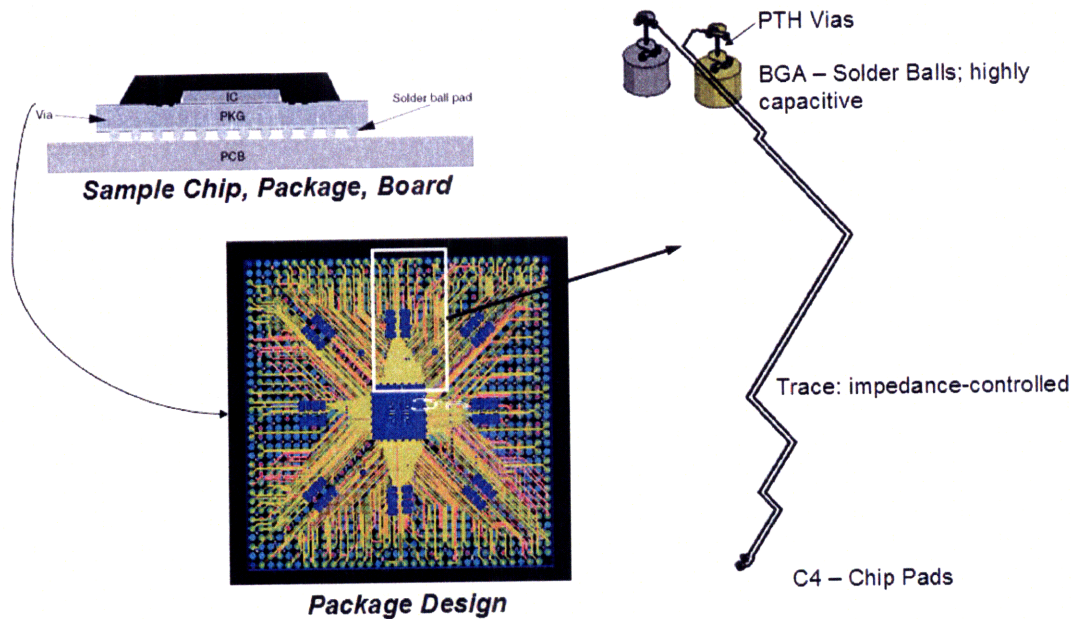 PTH Vias
BGA – Solder Balls; highly
capacitive
IC
Solder ball pad
Via
PKG
PCB
Sample Chip, Package, Board
Trace: impedance-controlled
C4 – Chip Pads
Package Design